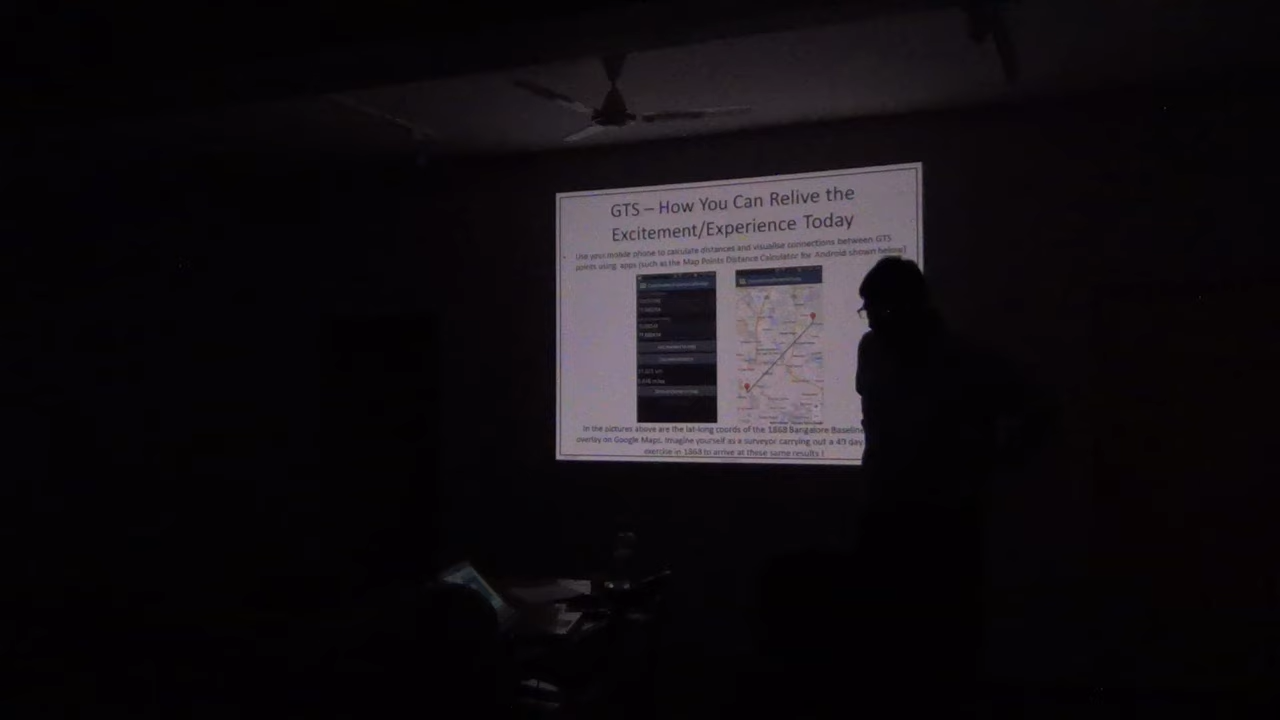 GTS – How You Can Relive the
Excitement/Experience Today
Use your mobile phone to calculate distances and visualise connections between GTS
points using apps (such as the Map Points Distance Calculator for Android shown below)
In the pictures above are the lat-long coords of the 1868 Bangalore Baseline
overlay on Google Maps. Imagine yourself as a surveyor carrying out a 49 day
exercise in 1868 to arrive at these same results !